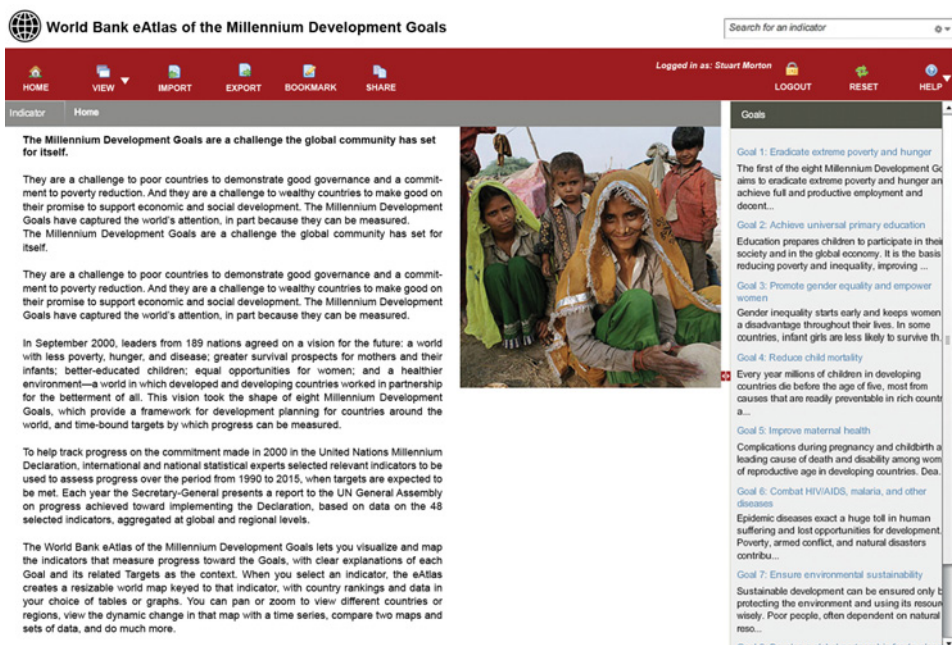 World Bank eAtlas of the Millennium Development Goals
Search for an indicator
Logged in as: Stuart Morton
HOME
VIEW
IMPORT
EXPORT
BOOKMARK
SHARE
LOGOUT
RESET
HELP
Indicator
Home
The Millennium Development Goals are a challenge the global community has set
for itself.
They are a challenge to poor countries to demonstrate good governance and a commit-
ment to poverty reduction. And they are a challenge to wealthy countries to make good on
their promise to support economic and social development. The Millennium Development
Goals have captured the world's attention, in part because they can be measured.
The Millennium Development Goals are a challenge the global community has set for
itself.
They are a challenge to poor countries to demonstrate good governance and a commit-
ment to poverty reduction. And they are a challenge to wealthy countries to make good on
their promise to support economic and social development. The Millennium Development
Goals have captured the world's attention, in part because they can be measured.
In September 2000, leaders from 189 nations agreed on a vision for the future: a world
with less poverty, hunger, and disease; greater survival prospects for mothers and their
infants; better-educated children; equal opportunities for women; and a healthier
environment—a world in which developed and developing countries worked in partnership
for the betterment of all. This vision took the shape of eight Millennium Development
Goals, which provide a framework for development planning for countries around the
world, and time-bound targets by which progress can be measured.
To help track progress on the commitment made in 2000 in the United Nations Millennium
Declaration, international and national statistical experts selected relevant indicators to be
used to assess progress over the period from 1990 to 2015, when targets are expected to
be met. Each year the Secretary-General presents a report to the UN General Assembly
on progress achieved toward implementing the Declaration, based on data on the 48
selected indicators, aggregated at global and regional levels.
The World Bank eAtlas of the Millennium Development Goals lets you visualize and map
the indicators that measure progress toward the Goals, with clear explanations of each
Goal and its related Targets as the context. When you select an indicator, the eAtlas
creates a resizable world map keyed to that indicator, with country rankings and data in
your choice of tables or graphs. You can pan or zoom to view different countries or
regions, view the dynamic change in that map with a time series, compare two maps and
sets of data, and do much more.
Goals
Goal 1: Eradicate extreme poverty and hunger
The first of the eight Millennium Development Go
aims to eradicate extreme poverty and hunger an
achieve full and productive employment and
decent...
Goal 2: Achieve universal primary education
Education prepares children to participate in thei
society and in the global economy. It is the basis
reducing poverty and inequality, improving ...
Goal 3: Promote gender equality and empower
women
Gender inequality starts early and keeps women
a disadvantage throughout their lives. In some
countries, infant girls are less likely to survive th.
Goal 4: Reduce child mortality
Every year millions of children in developing
countries die before the age of five, most from
causes that are readily preventable in rich countr
a...
Goal 5: Improve maternal health
Complications during pregnancy and childbirth a
leading cause of death and disability among wom
of reproductive age in developing countries. Dea.
Goal 6: Combat HIV/AIDS, malaria, and other
diseases
Epidemic diseases exact a huge toll in human
suffering and lost opportunities for development.
Poverty, armed conflict, and natural disasters
contribu...
Goal 7: Ensure environmental sustainability
Sustainable development can be ensured only b
protecting the environment and using its resour
wisely. Poor people, often dependent on natural
reso...